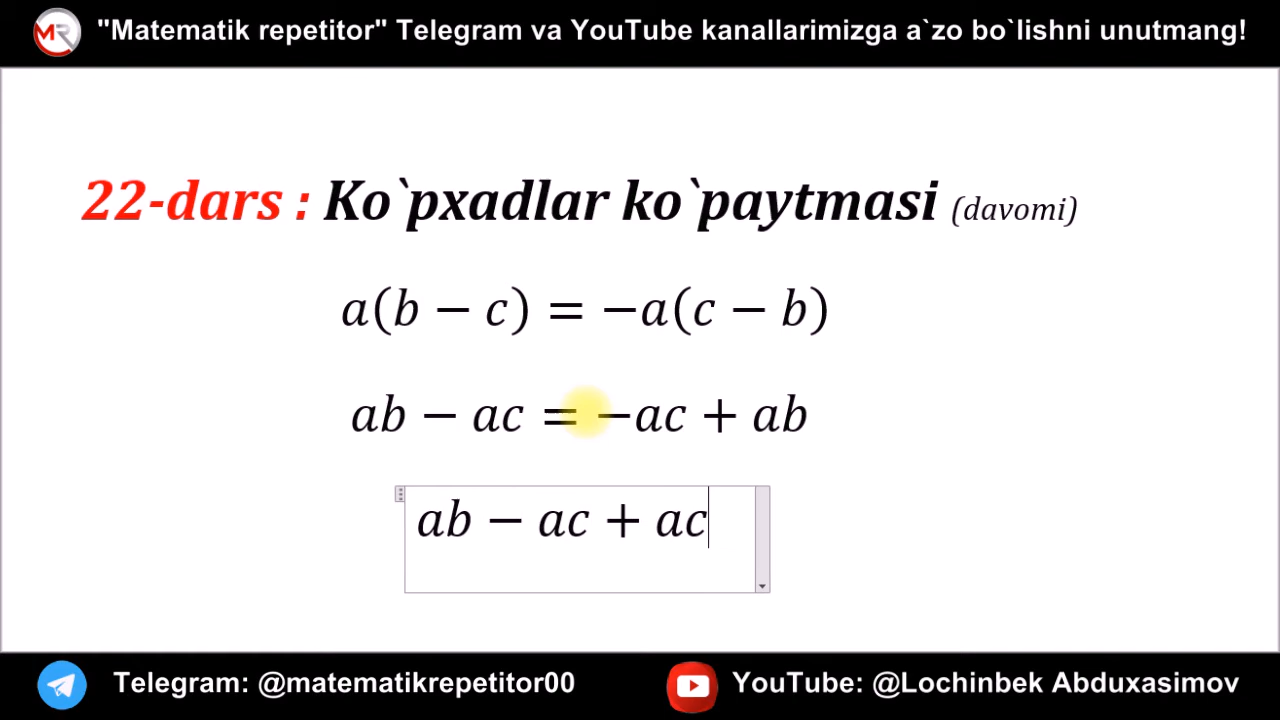 MR "Matematik repetitor" Telegram va YouTube kanallarimizga a`zo bo`lishni unutmang!
22-dars : Ko`pxadlar ko`paytmasi (davomi)
a(b − c) = −a(c − b)
ab − ac = −ac + ab
ab − ac + ac
Telegram: @matematikrepetitor00
YouTube: @Lochinbek Abduxasimov